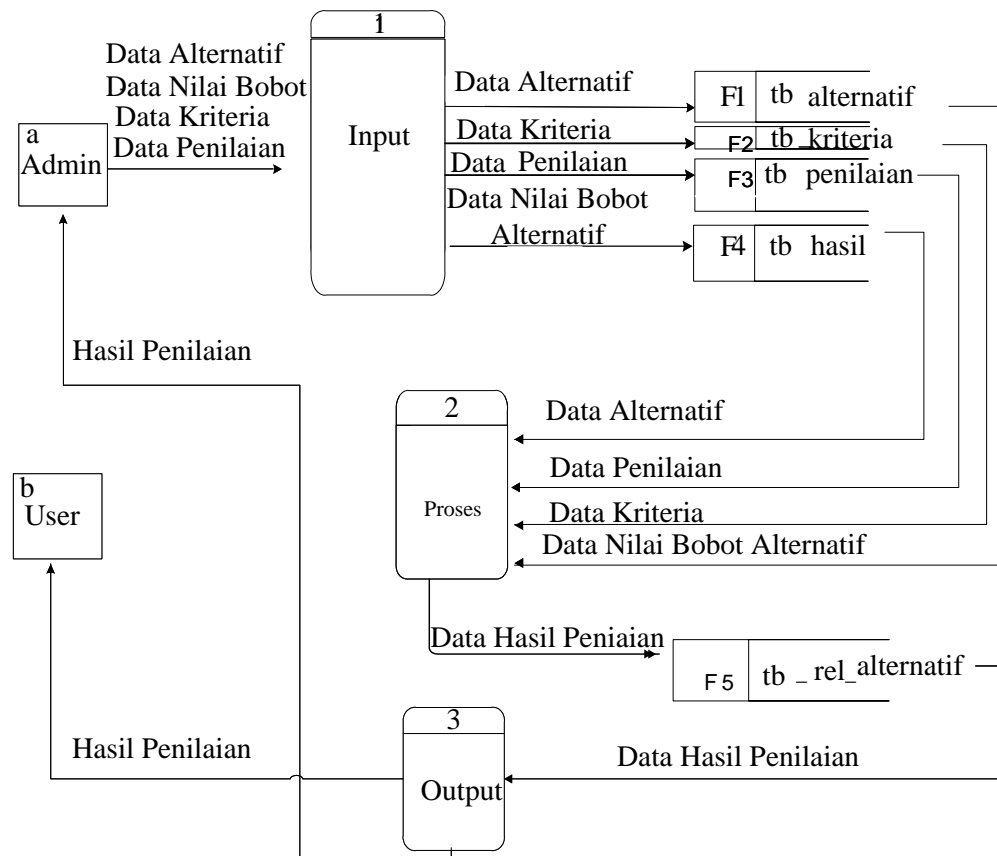 1
Data Alternatif
Data Nilai Bobot
Data Kriteria
Data Penilaian
a
Admin
Input
Data Alternatif
Data Kriteria
Data Penilaian
Data Nilai Bobot
Alternatif
F1 tb alternatif
F2 tb_kriteria
F3 tb penilaian
F4 tb hasil
Hasil Penilaian
2
Proses
Data Alternatif
Data Penilaian
Data Kriteria
Data Nilai Bobot Alternatif
b
User
Data Hasil Peniaian
F5 tb _ rel_alternatif
3
Output
Hasil Penilaian
Data Hasil Penilaian